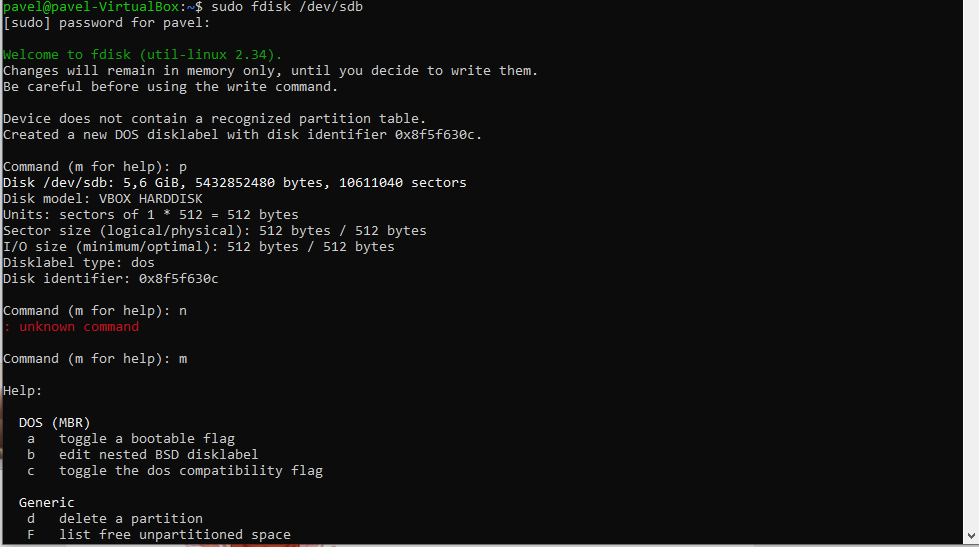 pavel@pavel-VirtualBox:~$ sudo fdisk /dev/sdb
[sudo] password for pavel:
Welcome to fdisk (util-linux 2.34).
Changes will remain in memory only, until you decide to write them.
Be careful before using the write command.
Device does not contain a recognized partition table.
Created a new DOS disklabel with disk identifier 0x8f5f630c.
Command (m for help): p
Disk /dev/sdb: 5,6 GiB, 5432852480 bytes, 10611040 sectors
Disk model: VBOX HARDDISK
Units: sectors of 1 * 512 = 512 bytes
Sector size (logical/physical): 512 bytes / 512 bytes
I/O size (minimum/optimal): 512 bytes / 512 bytes
Disklabel type: dos
Disk identifier: 0x8f5f630c
Command (m for help): n
: unknown command
Command (m for help): m
Help:
DOS (MBR)
a toggle a bootable flag
b edit nested BSD disklabel
c toggle the dos compatibility flag
Generic
d delete a partition
F list free unpartitioned space